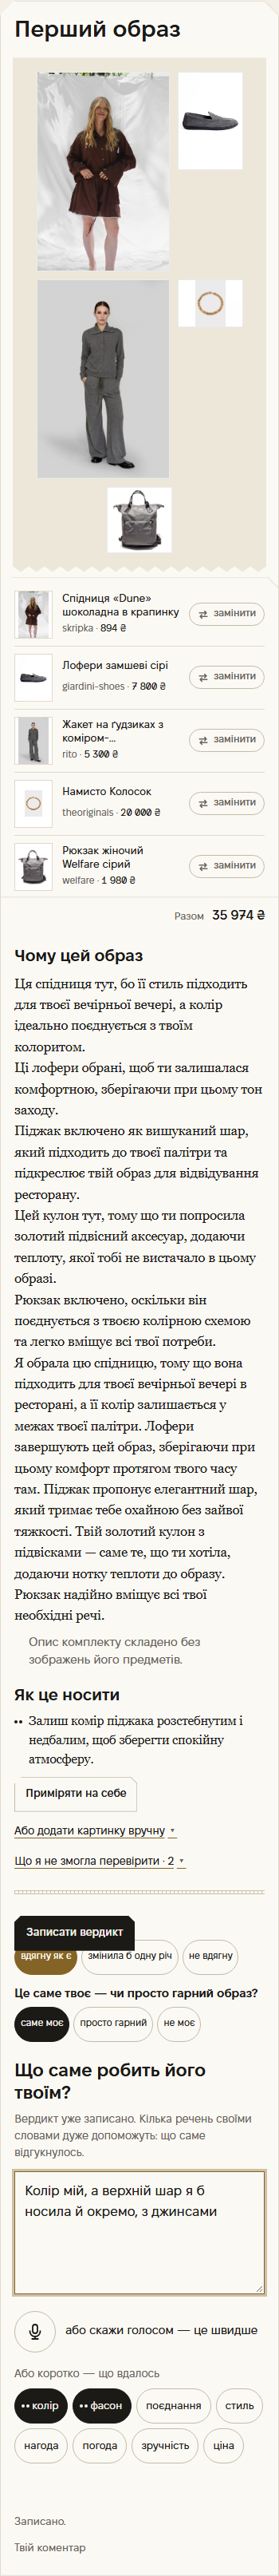 Перший образ
Спідниця «Dune»
шоколадна в крапинку
skripka · 894 ₴
замінити
Лофери замшеві сірі
giardini-shoes · 7 800 ₴
замінити
Жакет на ґудзиках з
коміром-...
rito · 5 300 ₴
замінити
Намисто Колосок
theoriginals · 20 000 ₴
замінити
Рюкзак жіночий
Welfare сірий
welfare · 1 980 ₴
замінити
Разом 35 974 ₴
Чому цей образ
Ця спідниця тут, бо її стиль підходить
для твоєї вечірньої вечері, а колір
ідеально поєднується з твоїм
колоритом.
Ці лофери обрані, щоб ти залишалася
комфортною, зберігаючи при цьому тон
заходу.
Піджак включено як вишуканий шар,
який підходить до твоєї палітри та
підкреслює твій образ для відвідування
ресторану.
Цей кулон тут, тому що ти попросила
золотий підвісний аксесуар, додаючи
теплоту, якої тобі не вистачало в цьому
образі.
Рюкзак включено, оскільки він
поєднується з твоєю колірною схемою
та легко вміщує всі твої потреби.
Я обрала цю спідницю, тому що вона
підходить для твоєї вечірньої вечері в
ресторані, а її колір залишається у
межах твоєї палітри. Лофери
завершують цей образ, зберігаючи при
цьому комфорт протягом твого часу
там. Піджак пропонує елегантний шар,
який тримає тебе охайною без зайвої
тяжкості. Твій золотий кулон з
підвісками — саме те, що ти хотіла,
додаючи нотку теплоти до образу.
Рюкзак надійно вміщує всі твої
необхідні речі.
Опис комплекту складено без
зображень його предметів.
Як це носити
Залиш комір піджака розстебнутим і
недбалим, щоб зберегти спокійну
атмосферу.
Приміряти на себе
Або додати картинку вручну
Що я не змогла перевірити · 2
Записати вердикт
вдягну як є
змінила б одну річ
не вдягну
Це саме твоє — чи просто гарний образ?
саме моє
просто гарний
не моє
Що саме робить його
твоїм?
Вердикт уже записано. Кілька речень своїми
словами дуже допоможуть: що саме
відгукнулось.
Колір мій, а верхній шар я б
носила й окремо, з джинсами
або скажи голосом — це швидше
Або коротко — що вдалось
колір
фасон
поєднання
стиль
нагода
погода
зручність
ціна
Записано.
Твій коментар